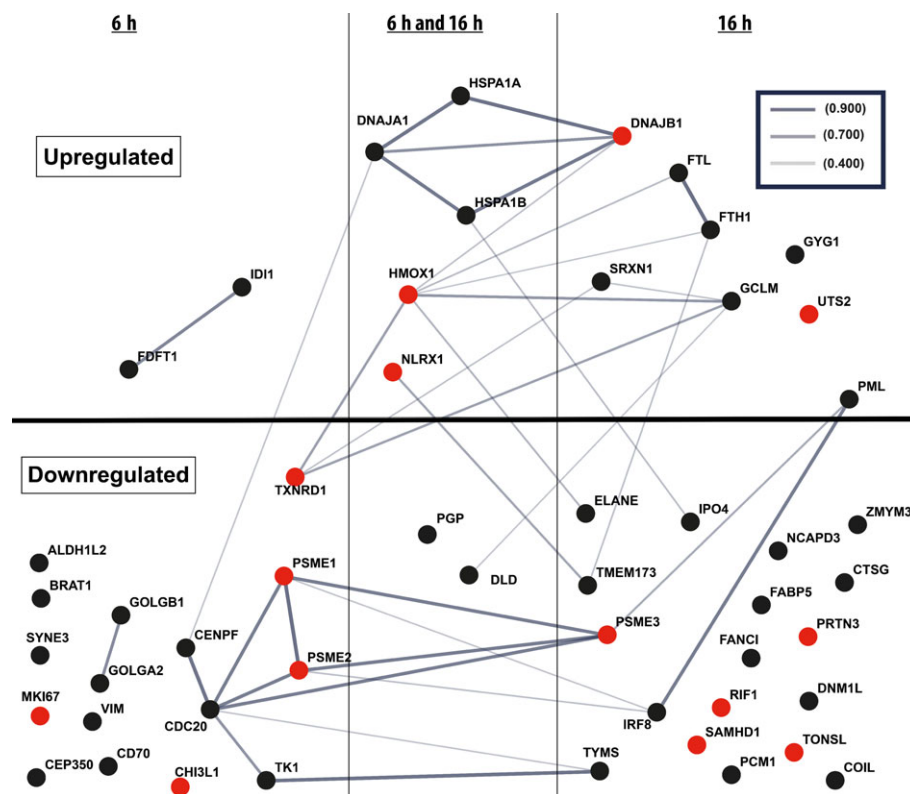 6 h
6 h and 16 h
16 h
HSPA1A
DNAJA1
DNAJB1
(0.900)
(0.700)
(0.400)
Upregulated
FTL
HSPA1B
FTH1
GYG1
IDI1
HMOX1
SRXN1
GCLM
UTS2
FDFT1
NLRX1
PML
Downregulated
TXNRD1
ELANE
IPO4
ZMYM3
PGP
NCAPD3
ALDH1L2
PSME1
DLD
TMEM173
CTSG
BRAT1
GOLGB1
FABP5
CENPF
PSME3
PRTN3
SYNE3
PSME2
FANCI
GOLGA2
MKI67
VIM
RIF1
DNM1L
CDC20
IRF8
SAMHD1
TONSL
CD70
TYMS
CEP350
CHI3L1
TK1
PCM1
COIL